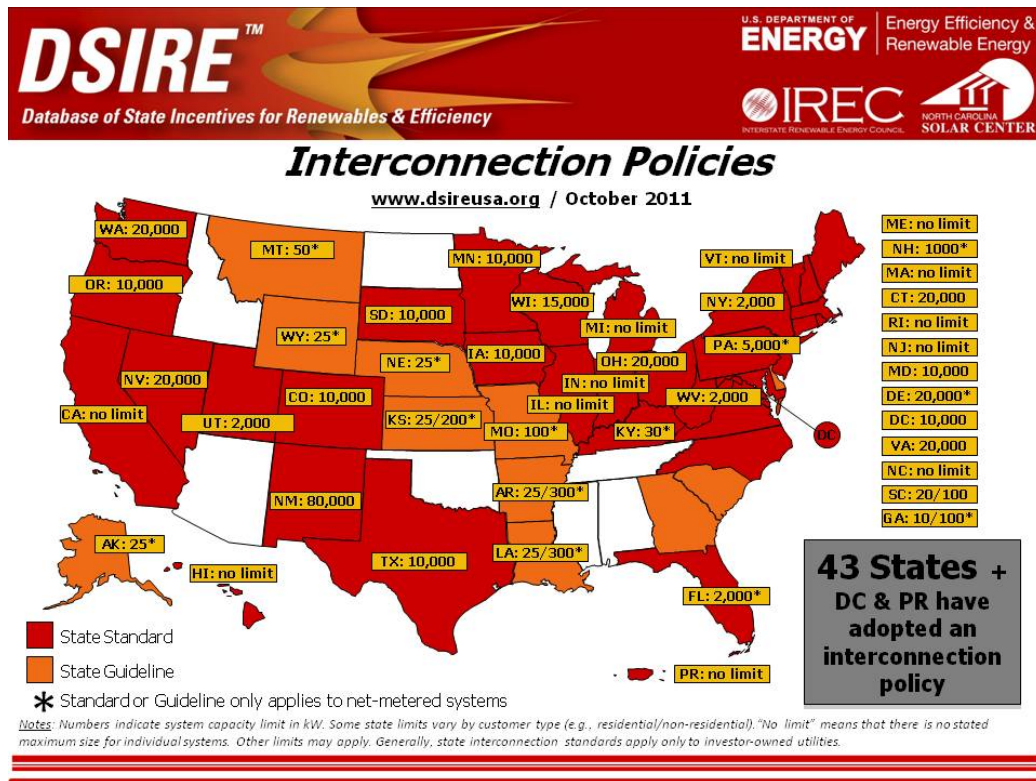 DSIRE™
Database of State Incentives for Renewables & Efficiency
U.S. DEPARTMENT OF
ENERGY
Energy Efficiency &
Renewable Energy
IREC
INTERSTATE RENEWABLE ENERGY COUNCIL
NORTH CAROLINA
SOLAR CENTER
Interconnection Policies
www.dsireusa.org / October 2011
WA: 20,000
MT: 50*
MN: 10,000
VT: no limit
OR: 10,000
SD: 10,000
WI: 15,000
NY: 2,000
MI: no limit
WY: 25*
PA: 5,000*
NE: 25*
IA: 10,000
OH: 20,000
NV: 20,000
IN: no limit
CO: 10,000
WV: 2,000
CA: no limit
IL: no limit
UT: 2,000
KS: 25/200*
MO: 100*
KY: 30*
DC
NM: 80,000
AR: 25/300*
AK: 25*
LA: 25/300*
TX: 10,000
HI: no limit
FL: 2,000*
PR: no limit
ME: no limit
NH: 1000*
MA: no limit
CT: 20,000
RI: no limit
NJ: no limit
MD: 10,000
DE: 20,000*
DC: 10,000
VA: 20,000
NC: no limit
SC: 20/100
GA: 10/100*
43 States +
DC & PR have
adopted an
interconnection
policy
State Standard
State Guideline
* Standard or Guideline only applies to net-metered systems
Notes: Numbers indicate system capacity limit in kW. Some state limits vary by customer type (e.g., residential/non-residential). “No limit” means that there is no stated
maximum size for individual systems. Other limits may apply. Generally, state interconnection standards apply only to investor-owned utilities.